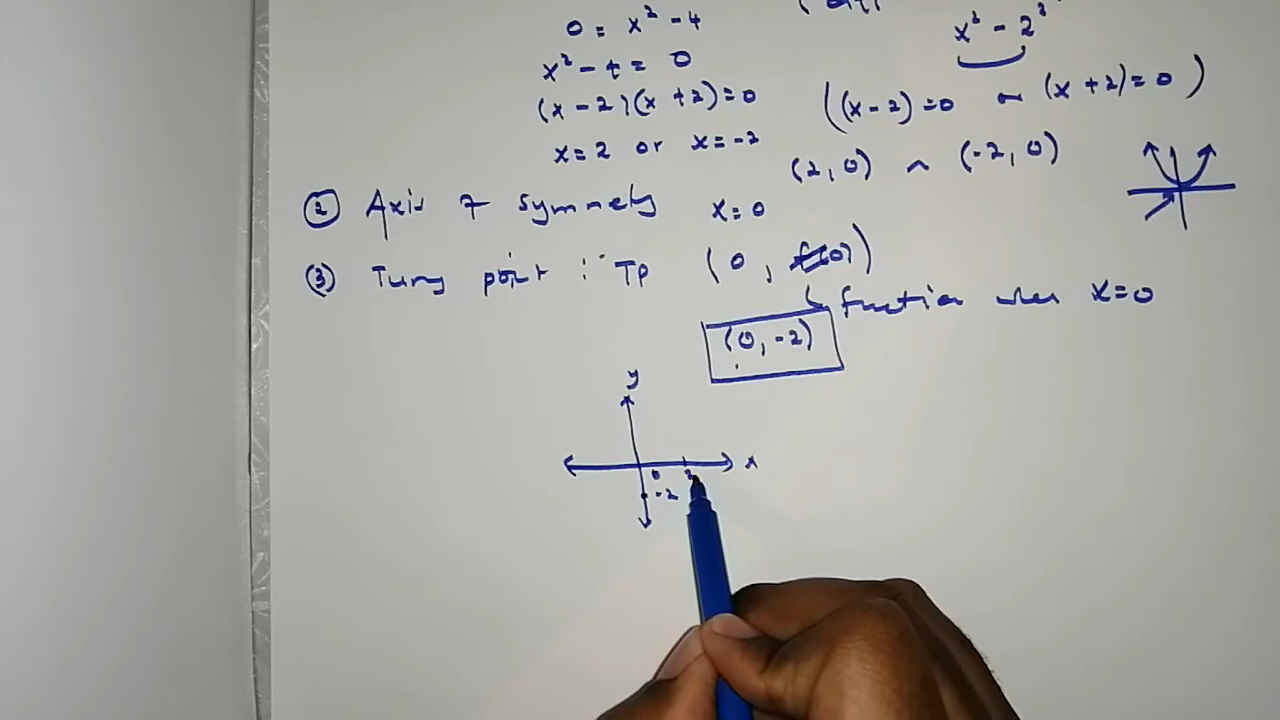 0 = x² - 4
x² - 2²
x² - 4 = 0
(x - 2)(x + 2) = 0
((x - 2) = 0 or (x + 2) = 0)
x = 2 or x = -2
(2, 0) (-2, 0)
② Axis of symmetry x = 0
③ Turning point : TP (0, f(0))
function when x = 0
(0, -2)
y
x
0 2
-2